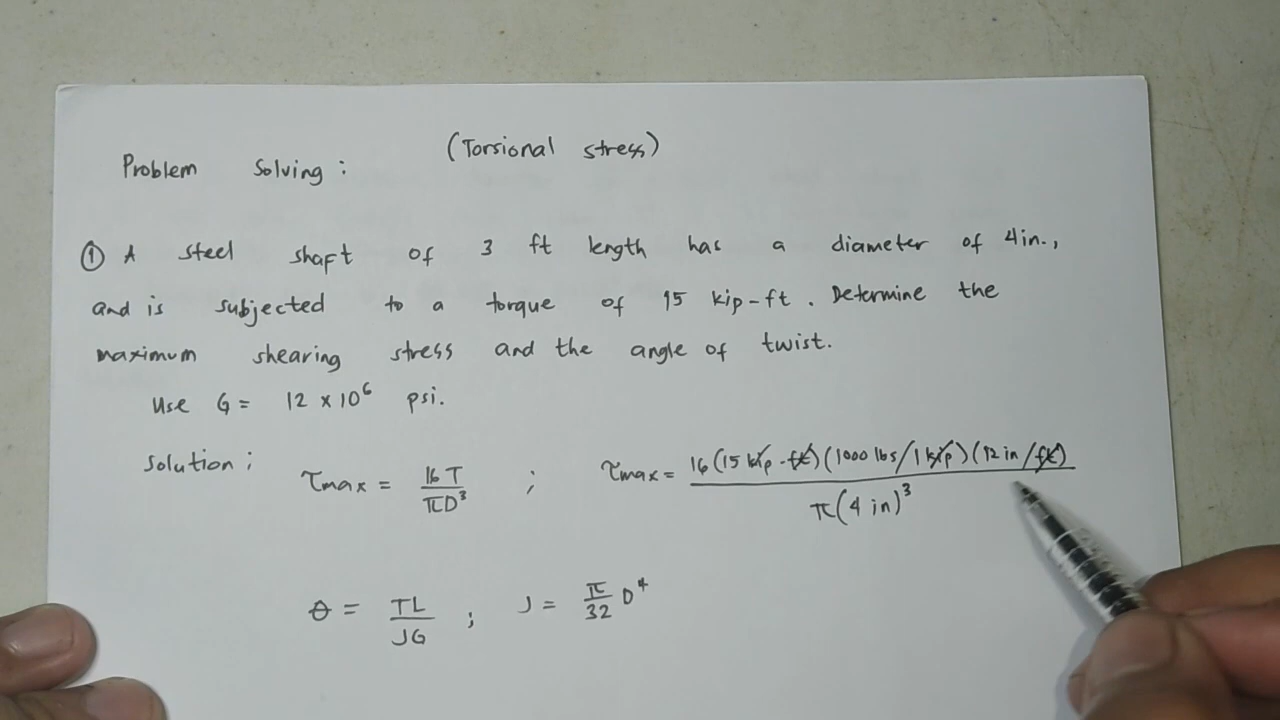 (Torsional stress)
Problem Solving:
① A steel shaft of 3 ft length has a diameter of 4in.,
and is subjected to a torque of 15 kip-ft. Determine the
maximum shearing stress and the angle of twist.
Use G = 12 x 10⁶ psi.
Solution; τmax = 16T / πD³ ; τmax = 16(15 kip-ft)(1000 lbs/1 kip)(12 in/ft) / π(4 in)³
θ = TL / JG ; J = π/32 D⁴